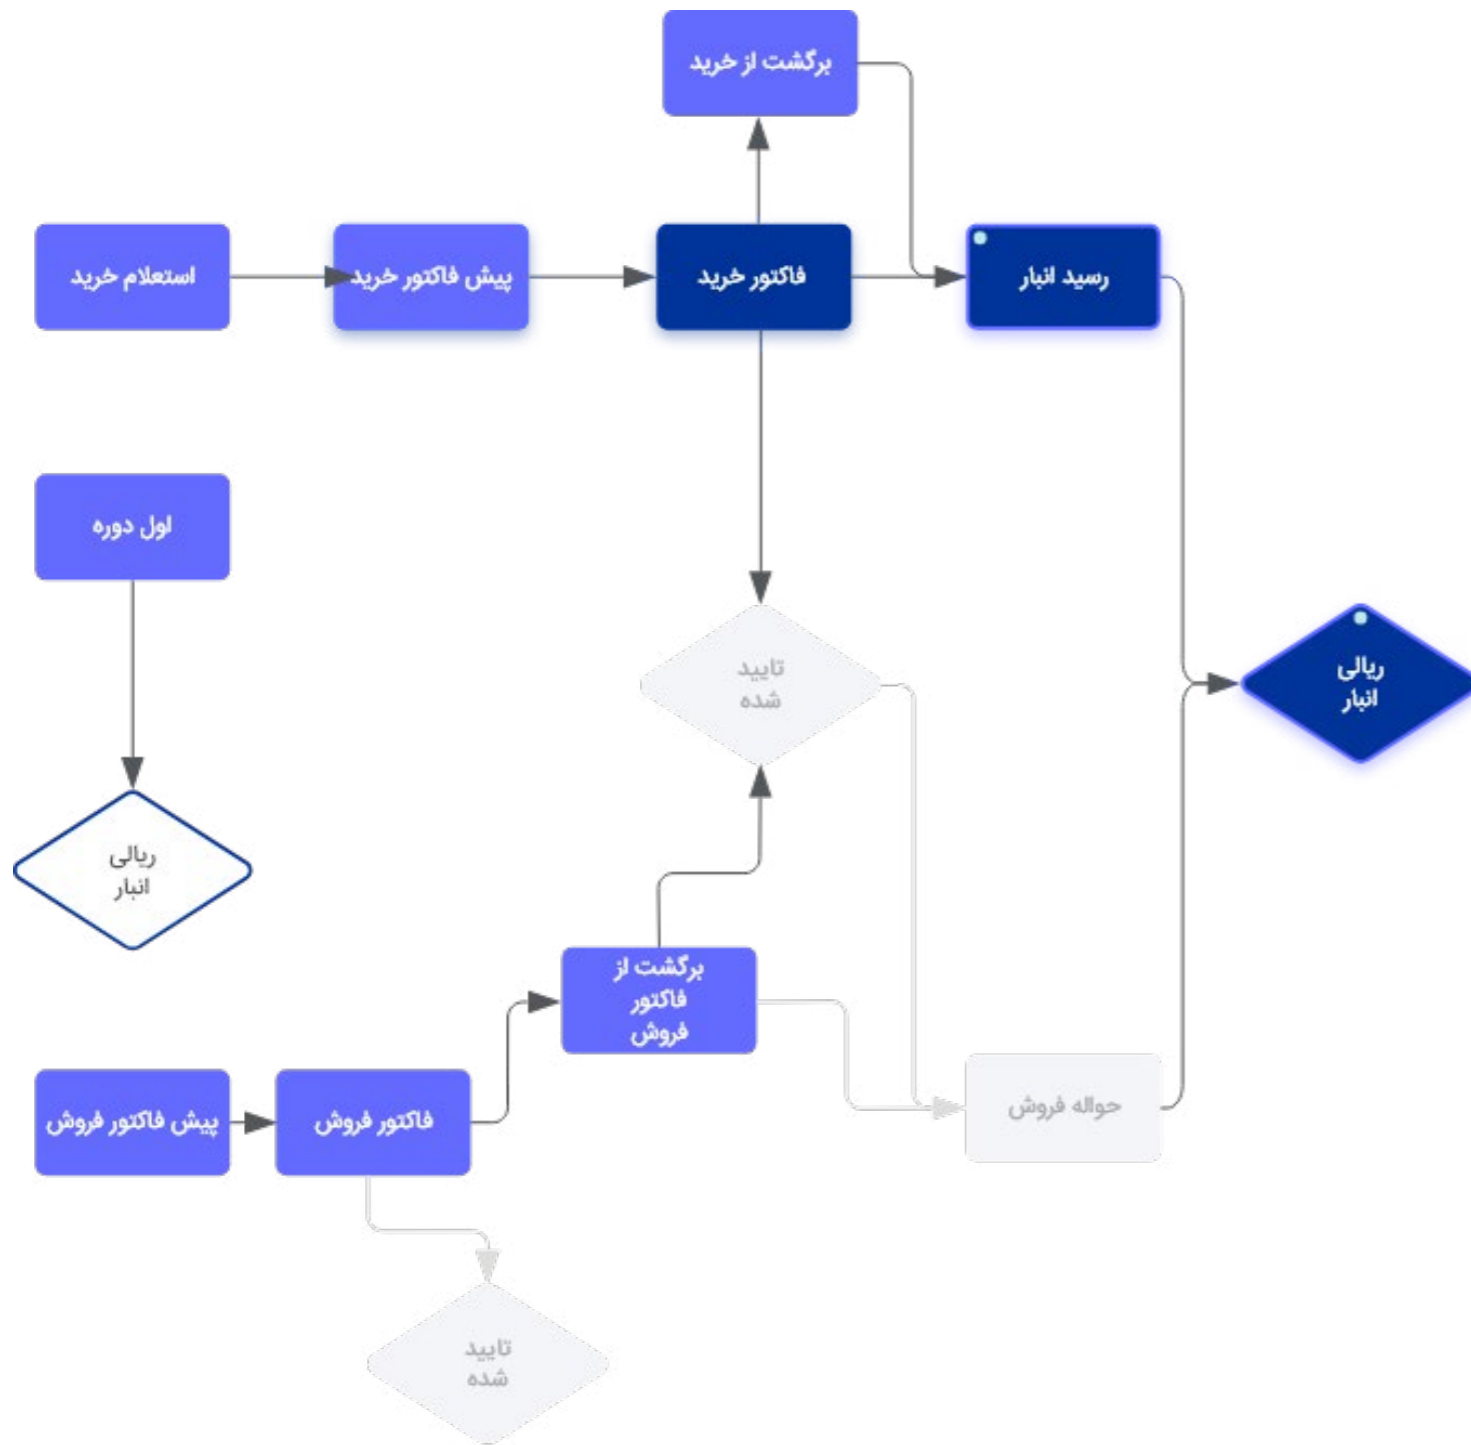 برگشت از خرید
استعلام خرید
پیش فاکتور خرید
فاکتور خرید
رسید انبار
اول دوره
تایید
شده
ریالی
انبار
ریالی
انبار
برگشت از
فاکتور
فروش
پیش فاکتور فروش
فاکتور فروش
حواله فروش
تایید
شده